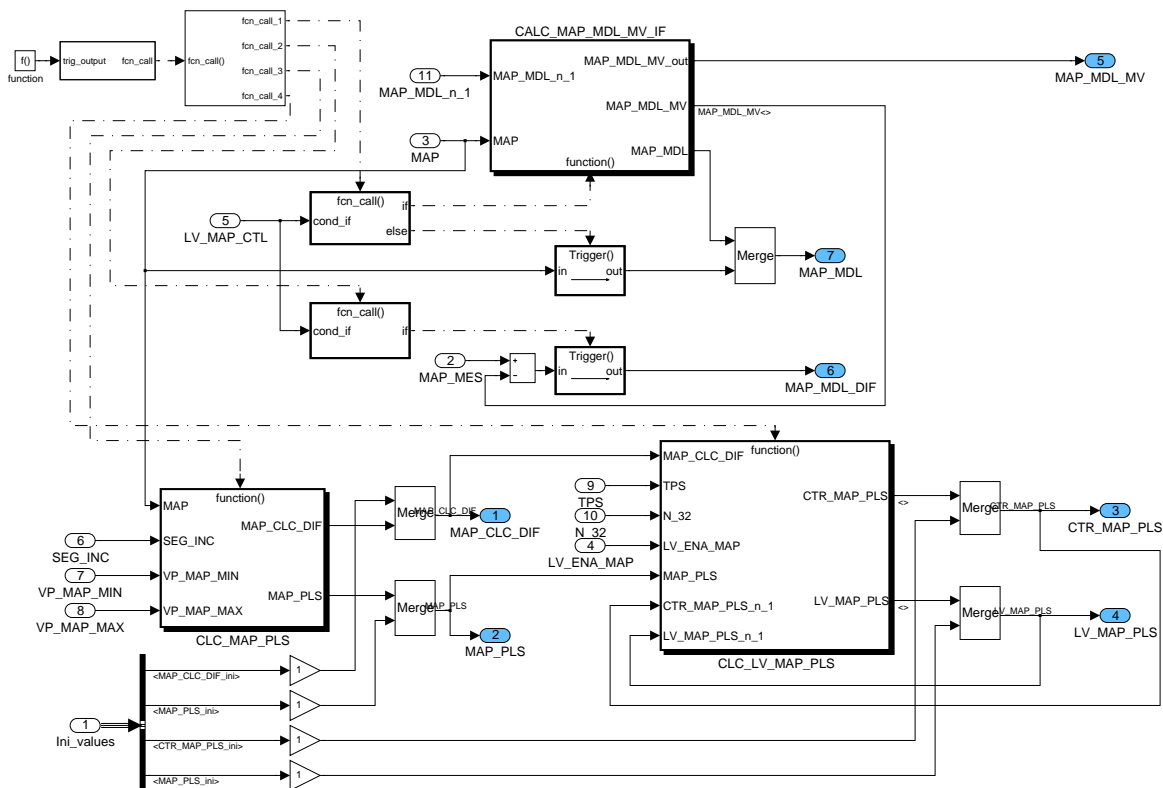 f()
function
trig_output
fcn_call
fcn_call()
fcn_call_1
fcn_call_2
fcn_call_3
fcn_call_4
CALC_MAP_MDL_MV_IF
11
MAP_MDL_n_1
MAP_MDL_n_1
3
MAP
MAP
function()
MAP_MDL_MV_out
MAP_MDL_MV
MAP_MDL
MAP_MDL_MV<>
5
MAP_MDL_MV
5
LV_MAP_CTL
fcn_call()
cond_if
if
else
Trigger()
in
out
Merge
7
MAP_MDL
fcn_call()
cond_if
if
2
MAP_MES
+
−
Trigger()
in
out
6
MAP_MDL_DIF
function()
MAP
SEG_INC
VP_MAP_MIN
VP_MAP_MAX
MAP_CLC_DIF
MAP_PLS
CLC_MAP_PLS
6
SEG_INC
7
VP_MAP_MIN
8
VP_MAP_MAX
Merge
MAP_CLC_DIF
1
MAP_CLC_DIF
Merge
MAP_PLS
2
MAP_PLS
9
TPS
10
N_32
4
LV_ENA_MAP
function()
MAP_CLC_DIF
TPS
N_32
LV_ENA_MAP
MAP_PLS
CTR_MAP_PLS_n_1
LV_MAP_PLS_n_1
CTR_MAP_PLS
LV_MAP_PLS
CLC_LV_MAP_PLS
<>
<>
Merge
CTR_MAP_PLS
3
CTR_MAP_PLS
Merge
LV_MAP_PLS
4
LV_MAP_PLS
1
Ini_values
<MAP_CLC_DIF_ini>
1
<MAP_PLS_ini>
1
<CTR_MAP_PLS_ini>
1
<MAP_PLS_ini>
1